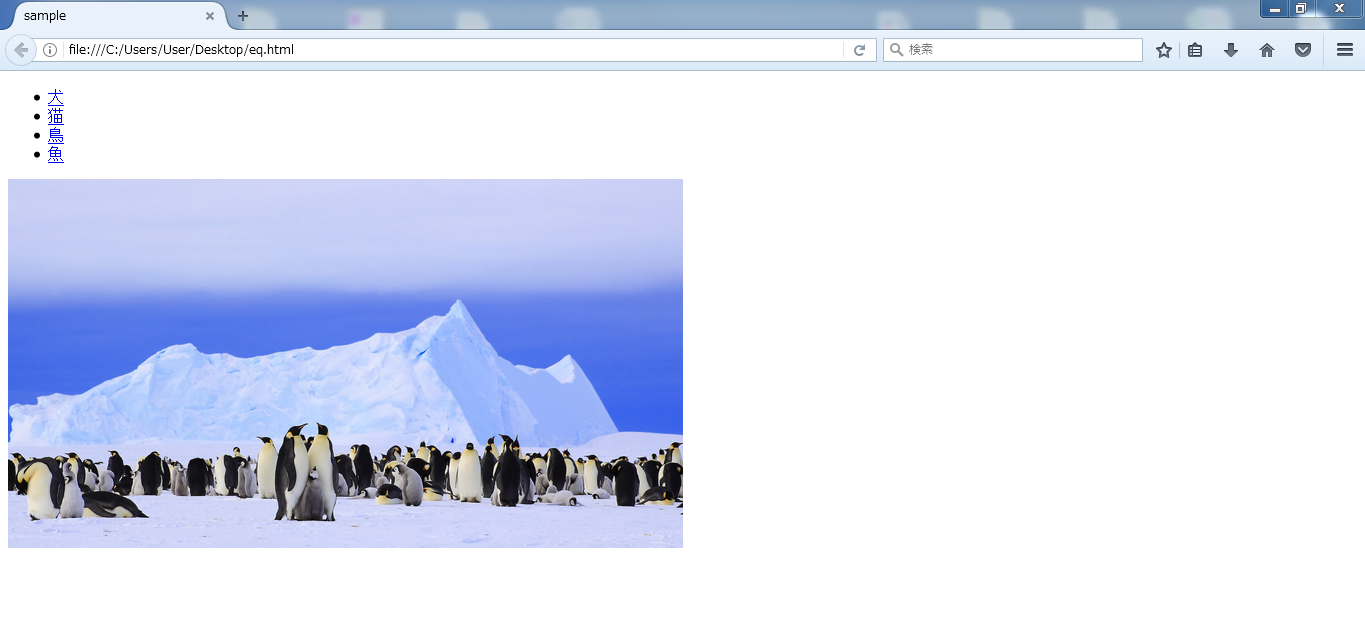 sample
file:///C:/Users/User/Desktop/eq.html
検索
犬
猫
鳥
魚